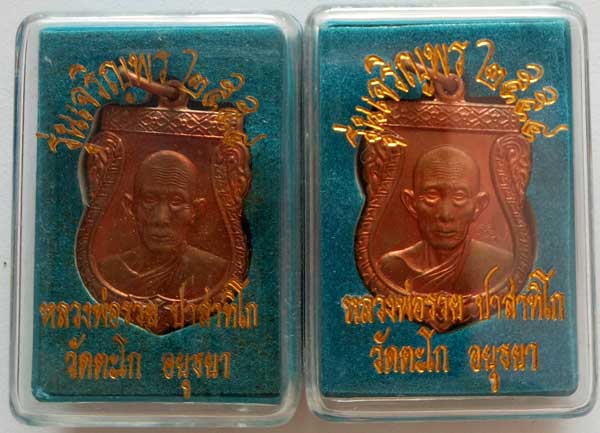 รุ่นเจริญพร ๒๕๕๔
หลวงพ่อรวย ปาสาทิโก
วัดตะโก อยุธยา
รุ่นเจริญพร ๒๕๕๔
หลวงพ่อรวย ปาสาทิโก
วัดตะโก อยุธยา